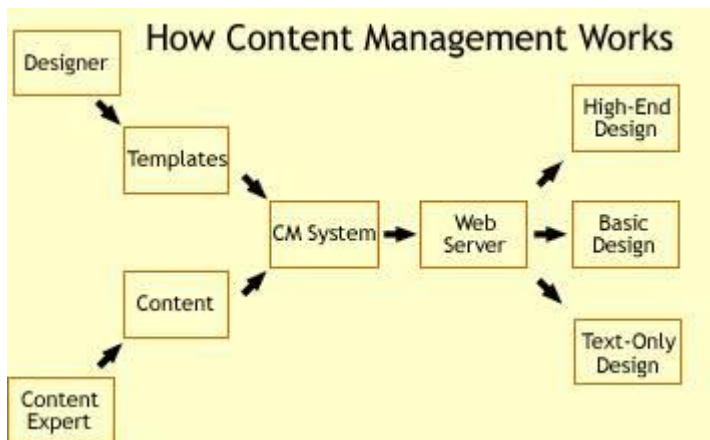 How Content Management Works
Designer
Templates
Content
Content
Expert
CM System
Web
Server
High-End
Design
Basic
Design
Text-Only
Design